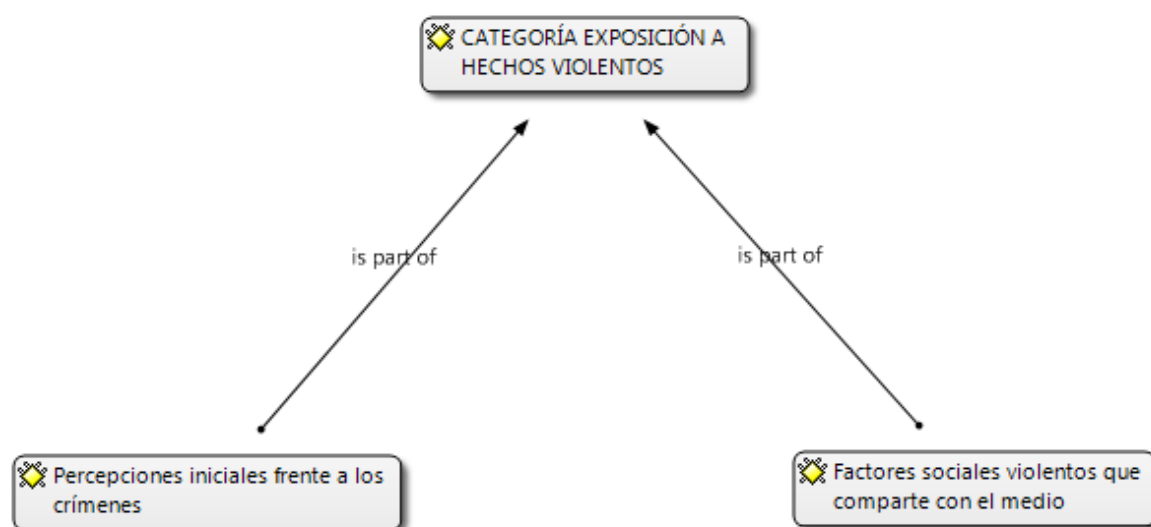 CATEGORÍA EXPOSICIÓN A
HECHOS VIOLENTOS
is part of
is part of
Percepciones iniciales frente a los
crímenes
Factores sociales violentos que
comparte con el medio